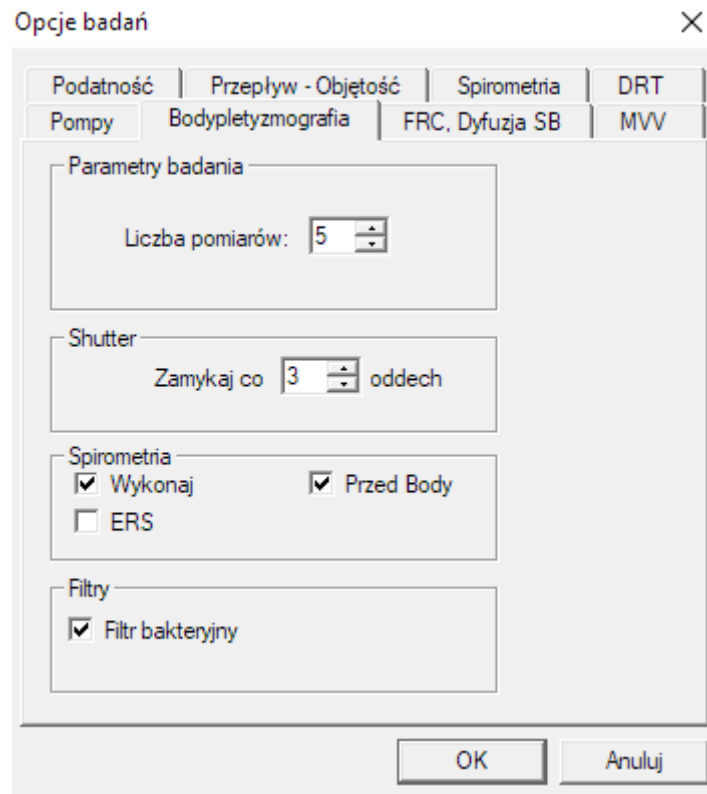 Opcje badań
Podatność Przepływ - Objętość Spirometria DRT
Pompy Bodypletyzmografia FRC, Dyfuzja SB MVV
Parametry badania
Liczba pomiarów: 5
Shutter
Zamykaj co 3 oddech
Spirometria
Wykonaj Przed Body
ERS
Filtry
Filtr bakteryjny
OK Anuluj